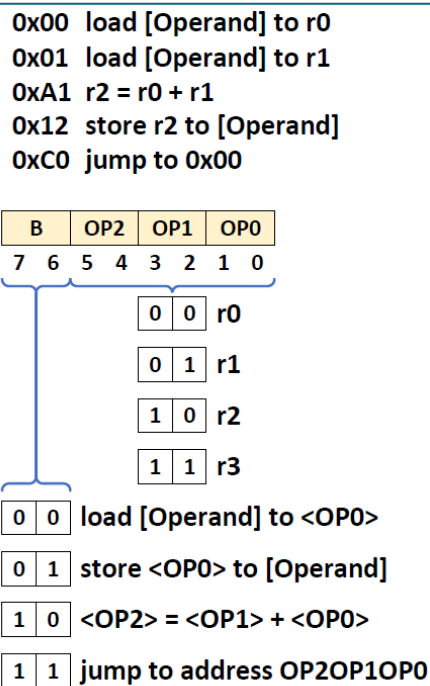 0x00 load [Operand] to r0
0x01 load [Operand] to r1
0xA1 r2 = r0 + r1
0x12 store r2 to [Operand]
0xC0 jump to 0x00
B OP2 OP1 OP0
7 6 5 4 3 2 1 0
0 0 r0
0 1 r1
1 0 r2
1 1 r3
0 0 load [Operand] to <OP0>
0 1 store <OP0> to [Operand]
1 0 <OP2> = <OP1> + <OP0>
1 1 jump to address OP2OP1OP0